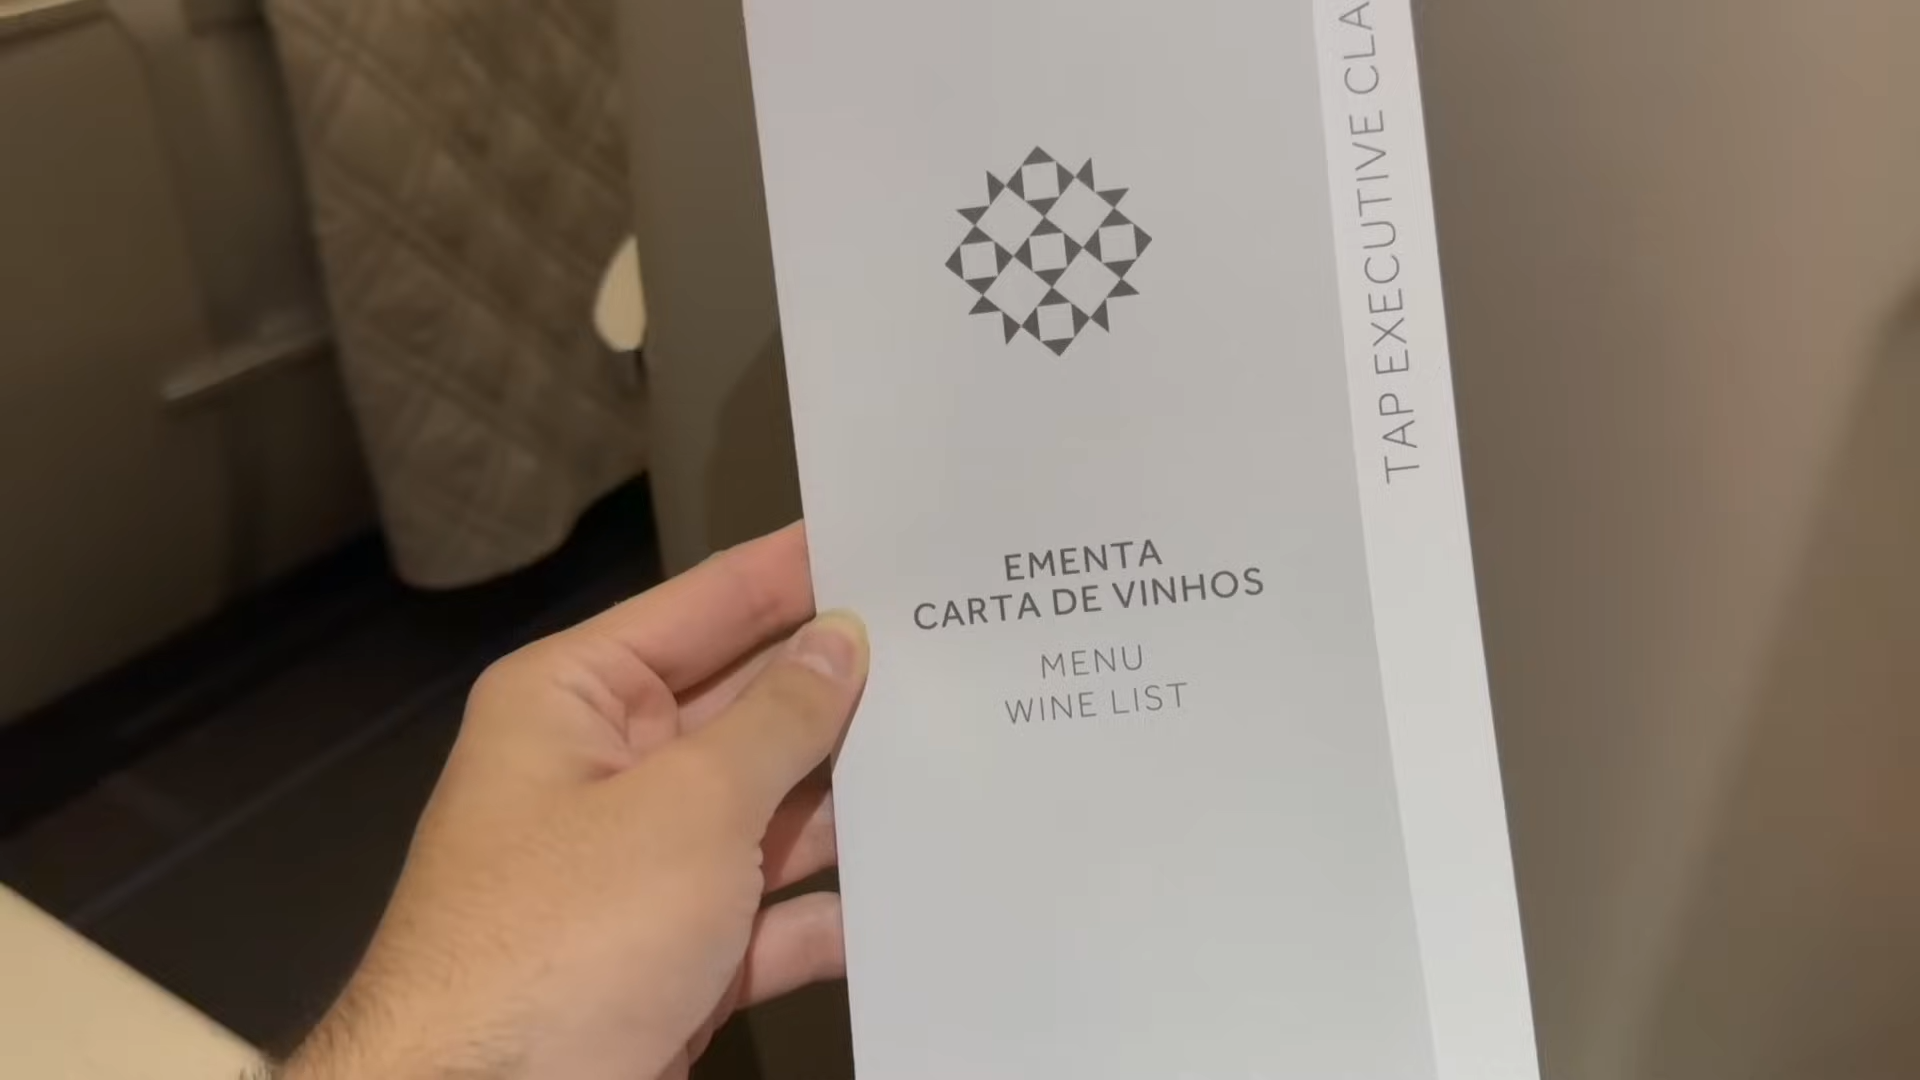 TAP EXECUTIVE CLA
EMENTA
CARTA DE VINHOS
MENU
WINE LIST